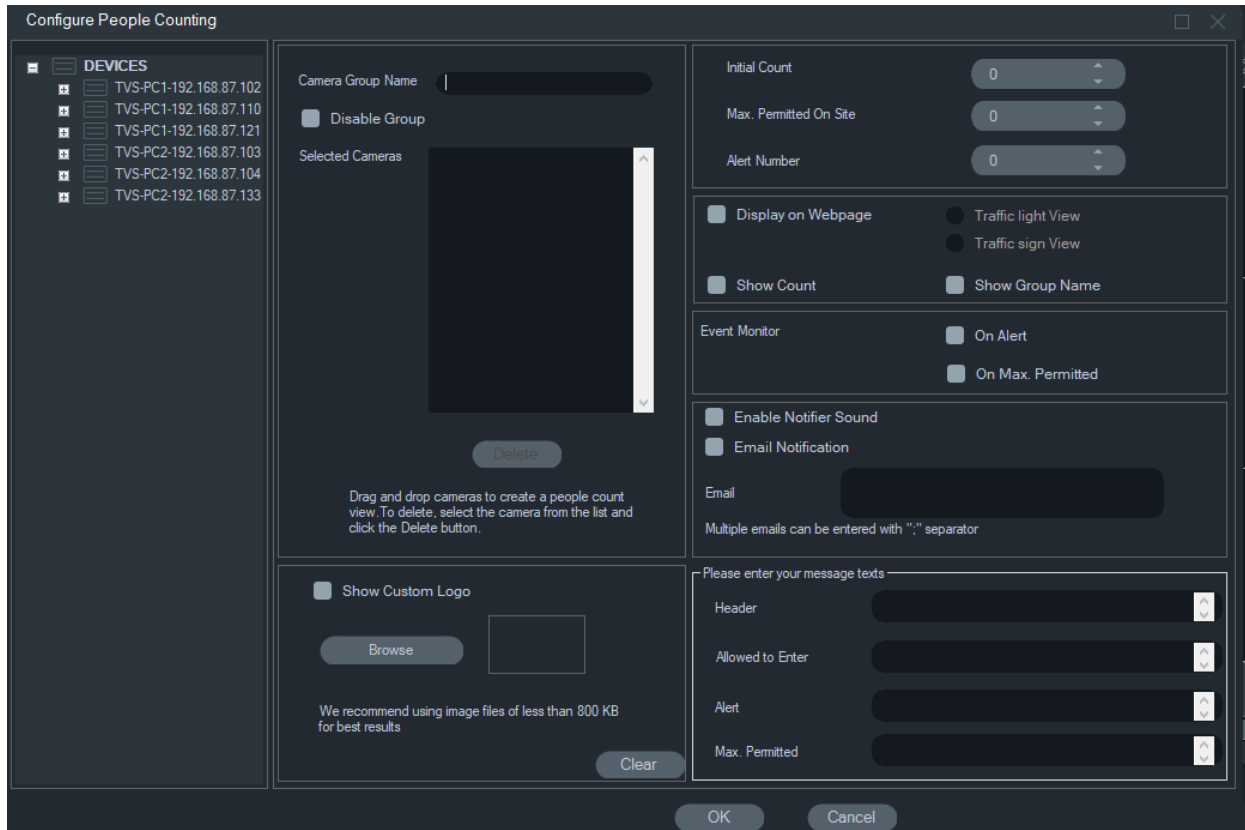 Configure People Counting
DEVICES
TVS-PC1-192.168.87.102
TVS-PC1-192.168.87.110
TVS-PC1-192.168.87.121
TVS-PC2-192.168.87.103
TVS-PC2-192.168.87.104
TVS-PC2-192.168.87.133
Camera Group Name
Disable Group
Selected Cameras
Delete
Drag and drop cameras to create a people count
view.To delete, select the camera from the list and
click the Delete button.
Show Custom Logo
Browse
We recommend using image files of less than 800 KB
for best results
Clear
Initial Count
0
Max. Permitted On Site
0
Alert Number
0
Display on Webpage
Traffic light View
Traffic sign View
Show Count
Show Group Name
Event Monitor
On Alert
On Max. Permitted
Enable Notifier Sound
Email Notification
Email
Multiple emails can be entered with ";" separator
Please enter your message texts
Header
Allowed to Enter
Alert
Max. Permitted
OK
Cancel